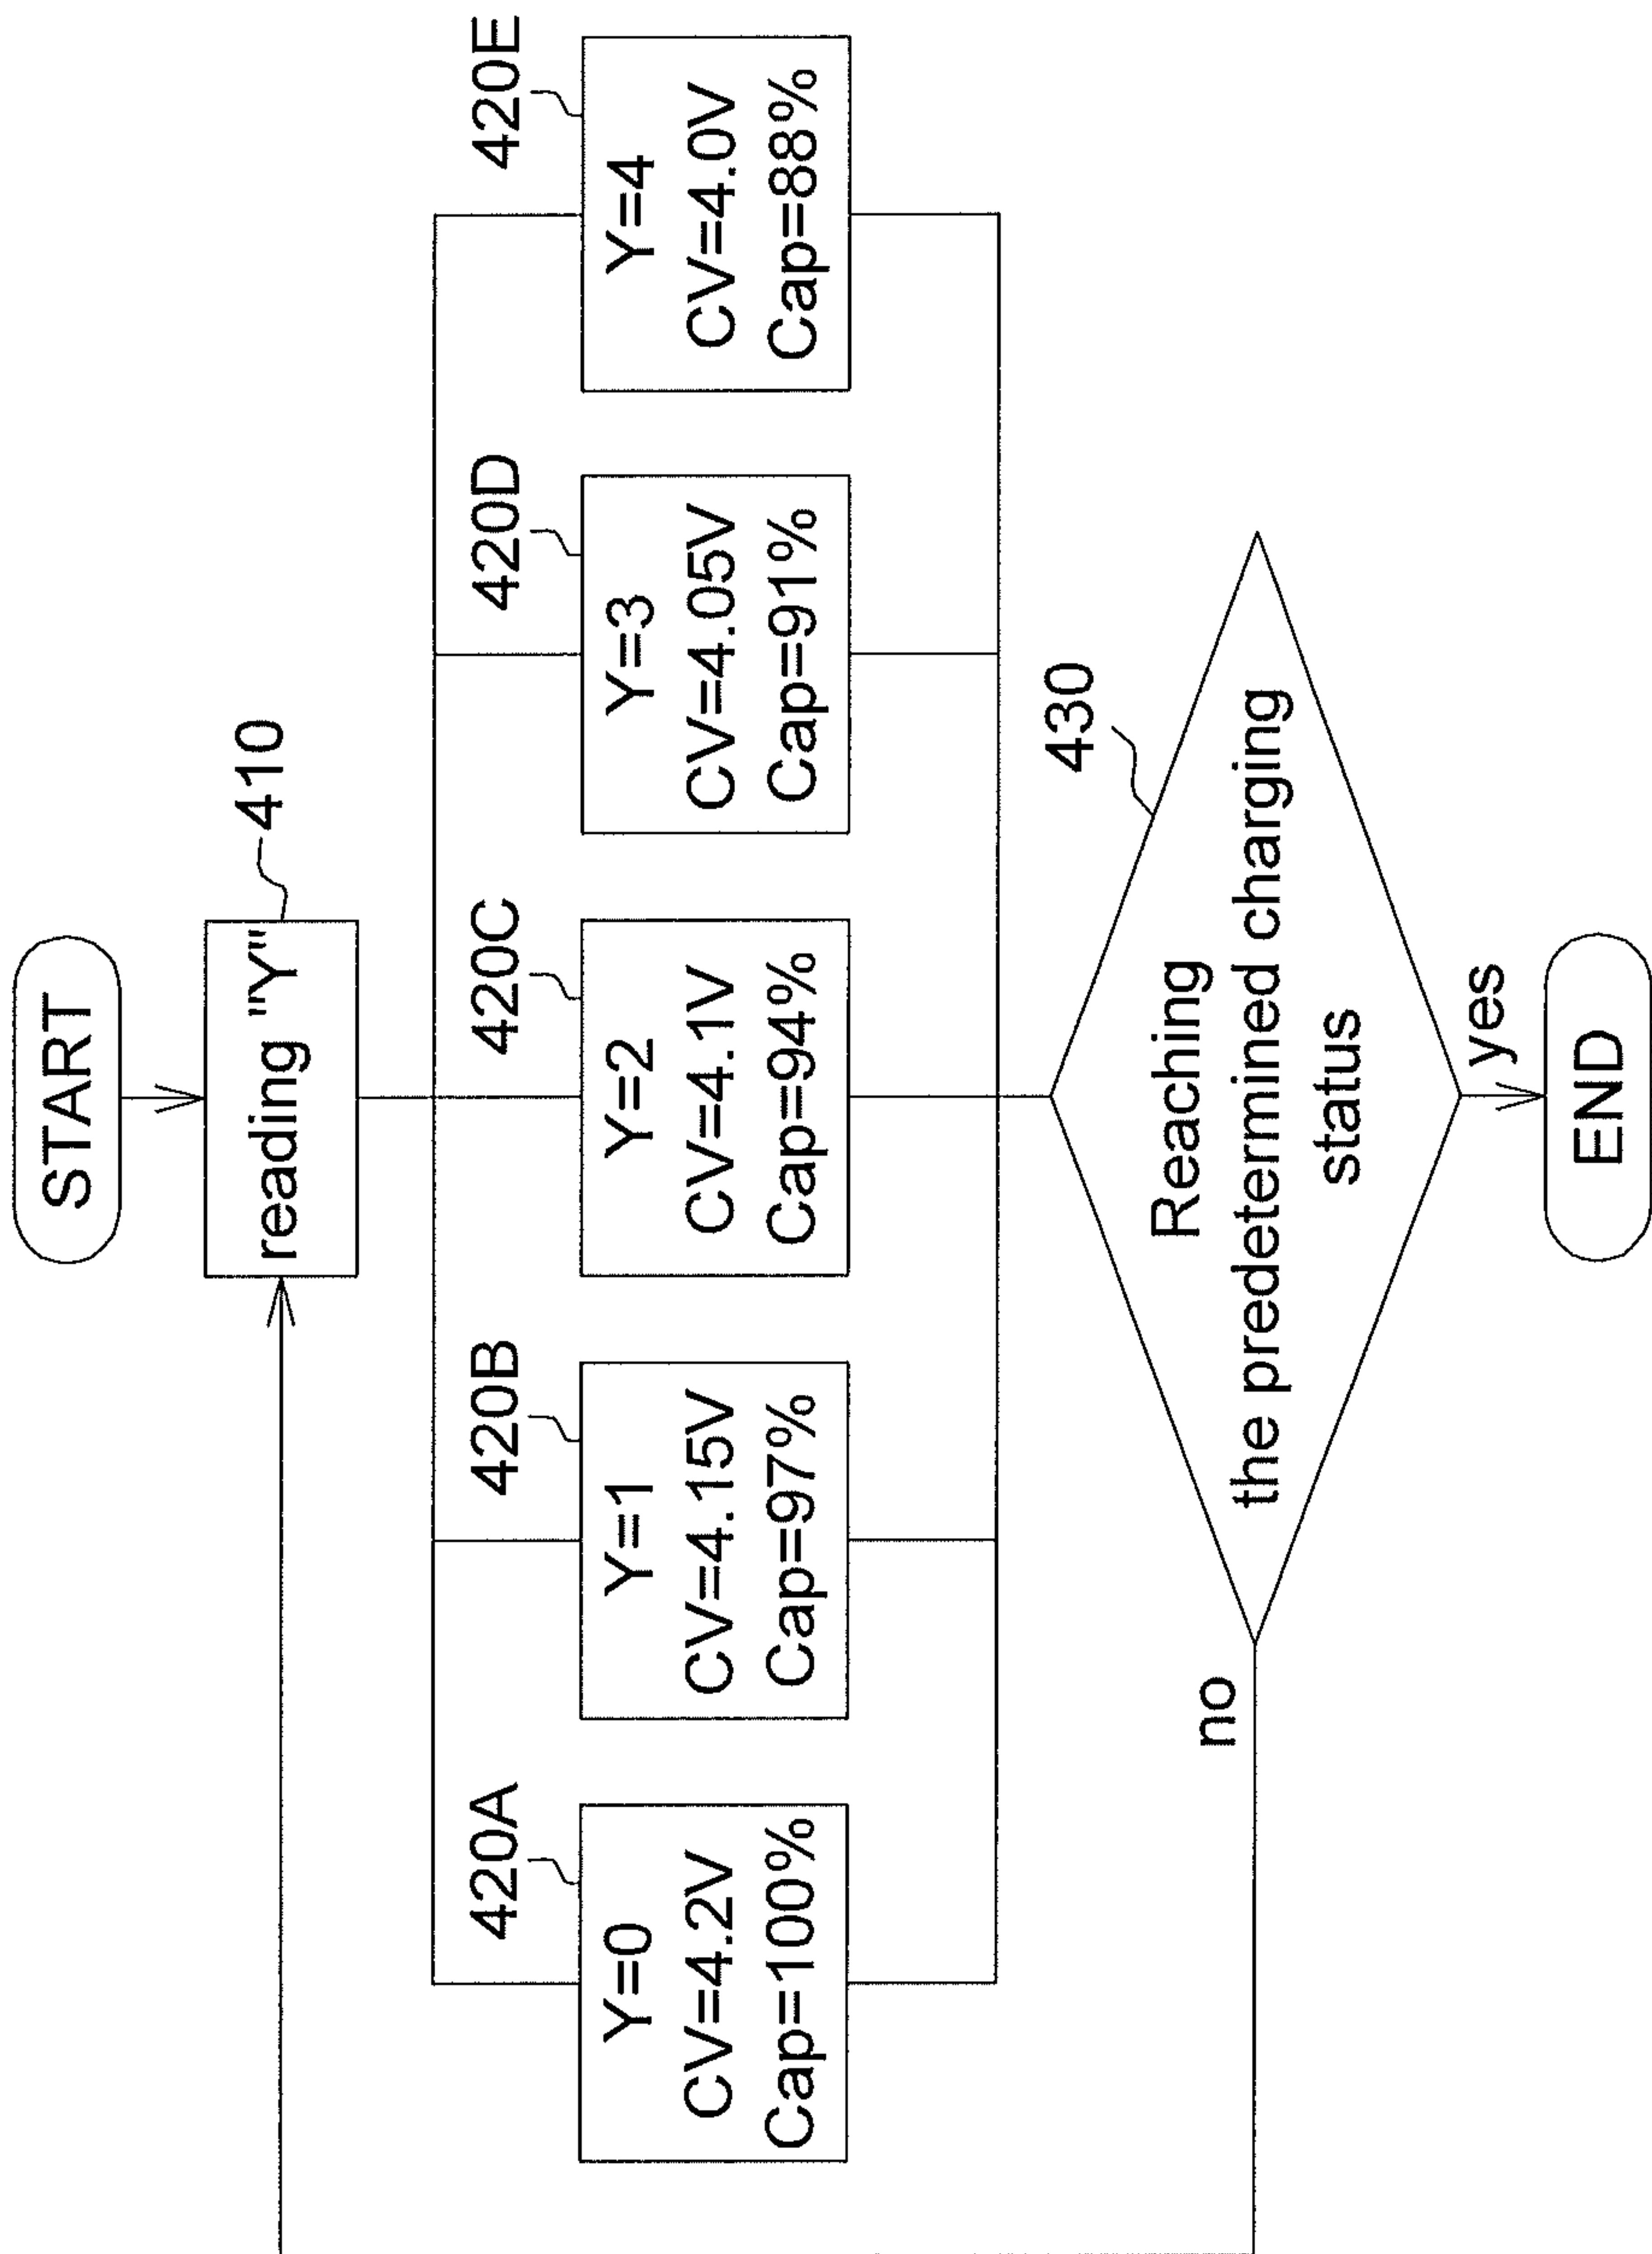 START
reading "Y"
410
420A
Y=0
CV=4.2V
Cap=100%
420B
Y=1
CV=4.15V
Cap=97%
420C
Y=2
CV=4.1V
Cap=94%
420D
Y=3
CV=4.05V
Cap=91%
420E
Y=4
CV=4.0V
Cap=88%
430
Reaching
the predetermined charging
status
no
yes
END